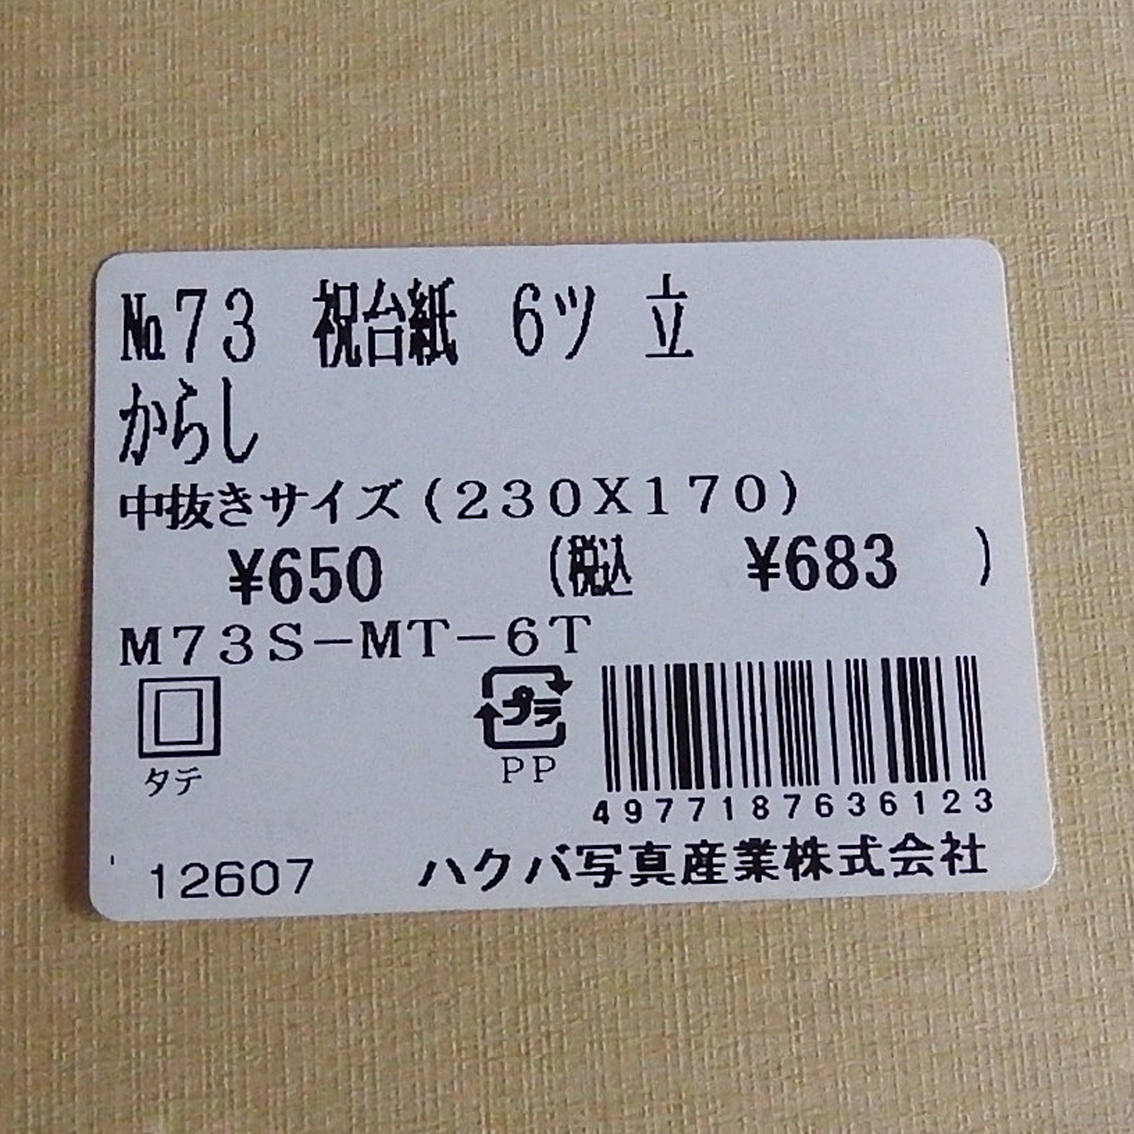 №73 祝台紙 6ツ 立
からし
中抜きサイズ(230X170)
¥650 (税込 ¥683 )
M73S-MT-6T
プラ
タテ
PP
4977187636123
12607 ハクバ写真産業株式会社